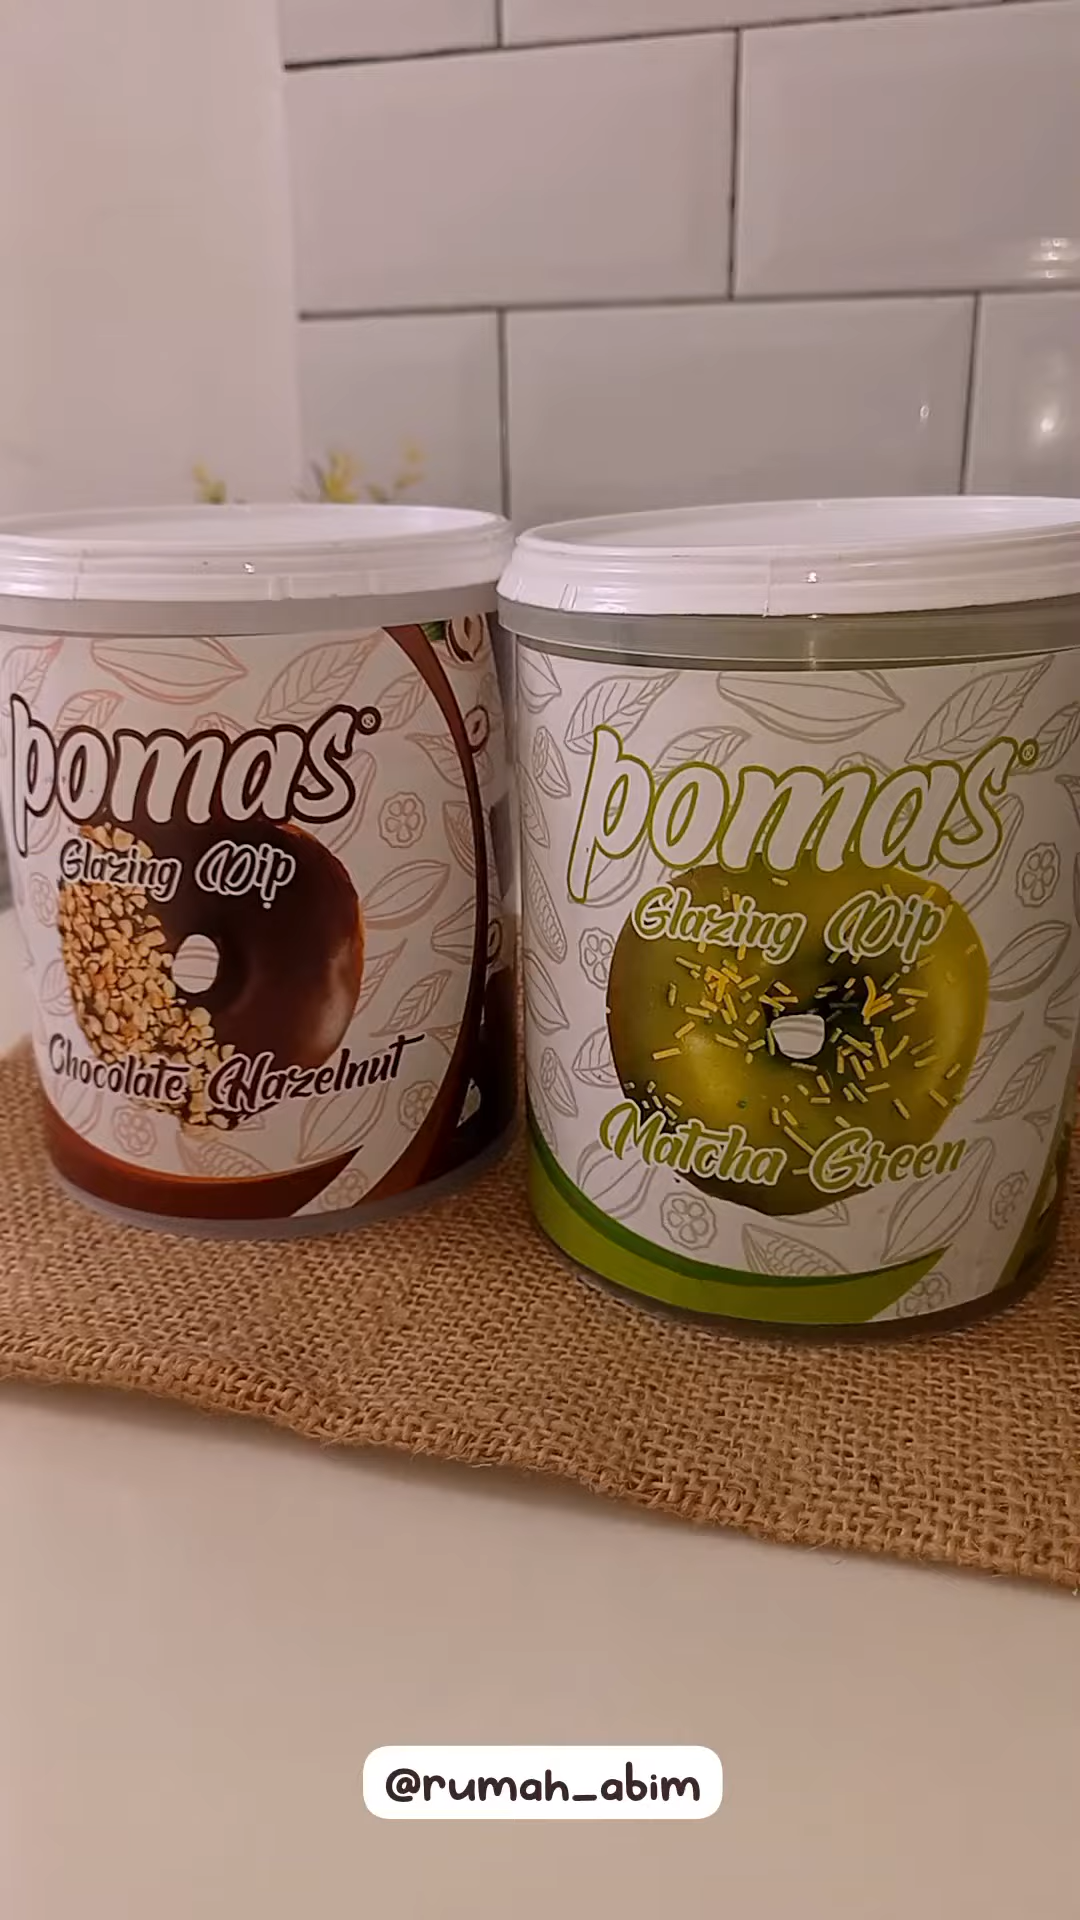 pomas®
Glazing Dip
Chocolate Hazelnut
pomas®
Glazing Dip
Matcha Green
@rumah_abim